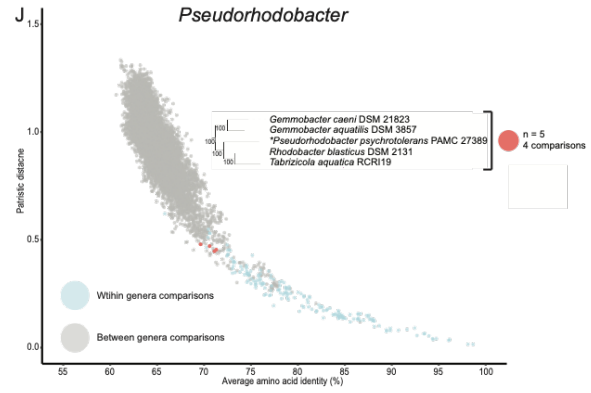 J
Pseudorhodobacter
1.5
1.0
0.5
0.0
Patristic distacne
Gemmobacter caeni DSM 21823
Gemmobacter aquatilis DSM 3857
*Pseudorhodobacter psychrotolerans PAMC 27389
Rhodobacter blasticus DSM 2131
Tabrizicola aquatica RCRI19
100
100
100
100
n = 5
4 comparisons
Wtihin genera comparisons
Between genera comparisons
55 60 65 70 75 80 85 90 95 100
Average amino acid identity (%)